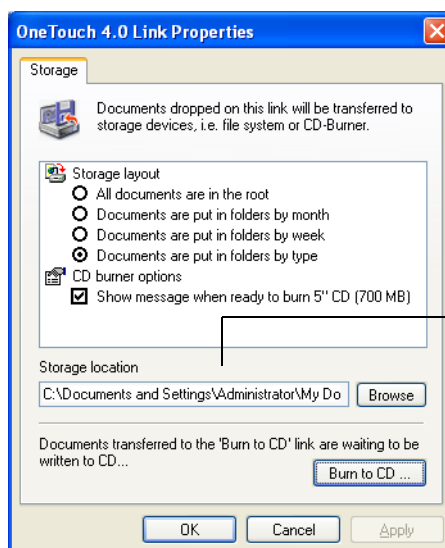 OneTouch 4.0 Link Properties
Storage
Documents dropped on this link will be transferred to
storage devices, i.e. file system or CD-Burner.
Storage layout
All documents are in the root
Documents are put in folders by month
Documents are put in folders by week
Documents are put in folders by type
CD burner options
Show message when ready to burn 5" CD (700 MB)
Storage location
C:\Documents and Settings\Administrator\My Do
Browse
Documents transferred to the 'Burn to CD' link are waiting to be
written to CD...
Burn to CD ...
OK Cancel Apply